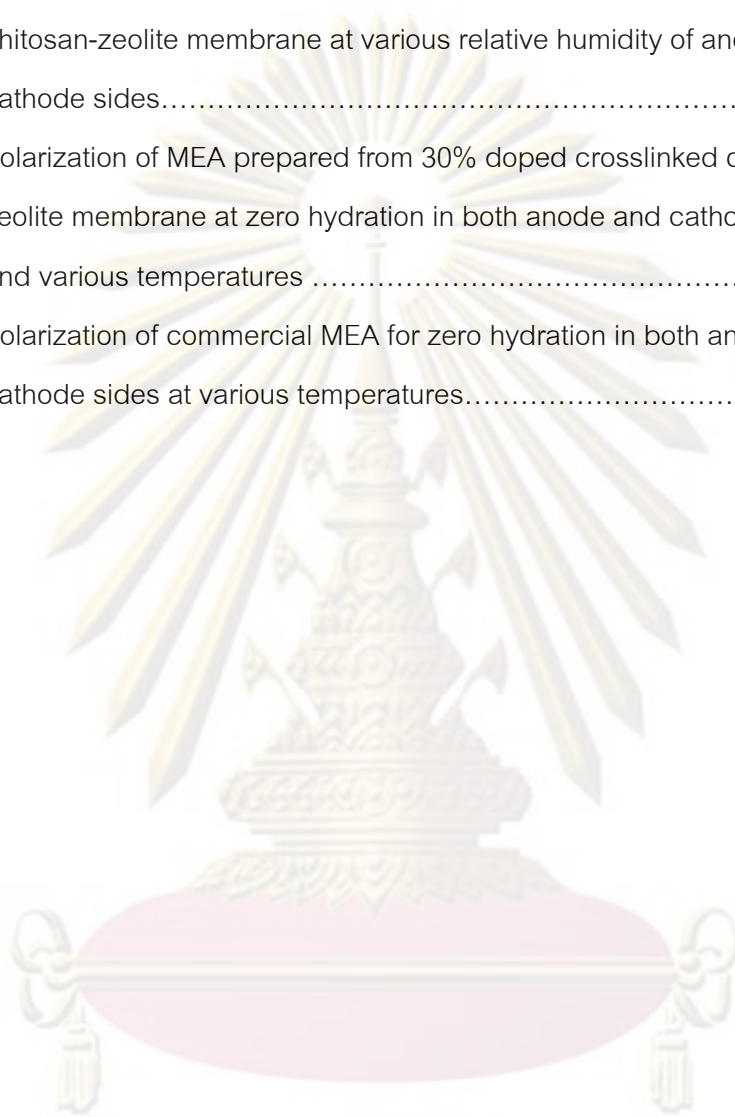 hitosan-zeolite membrane at various relative humidity of an
athode sides…………………………………………………………
olarization of MEA prepared from 30% doped crosslinked
eolite membrane at zero hydration in both anode and catho
nd various temperatures ………………………………………
olarization of commercial MEA for zero hydration in both an
athode sides at various temperatures…………………………